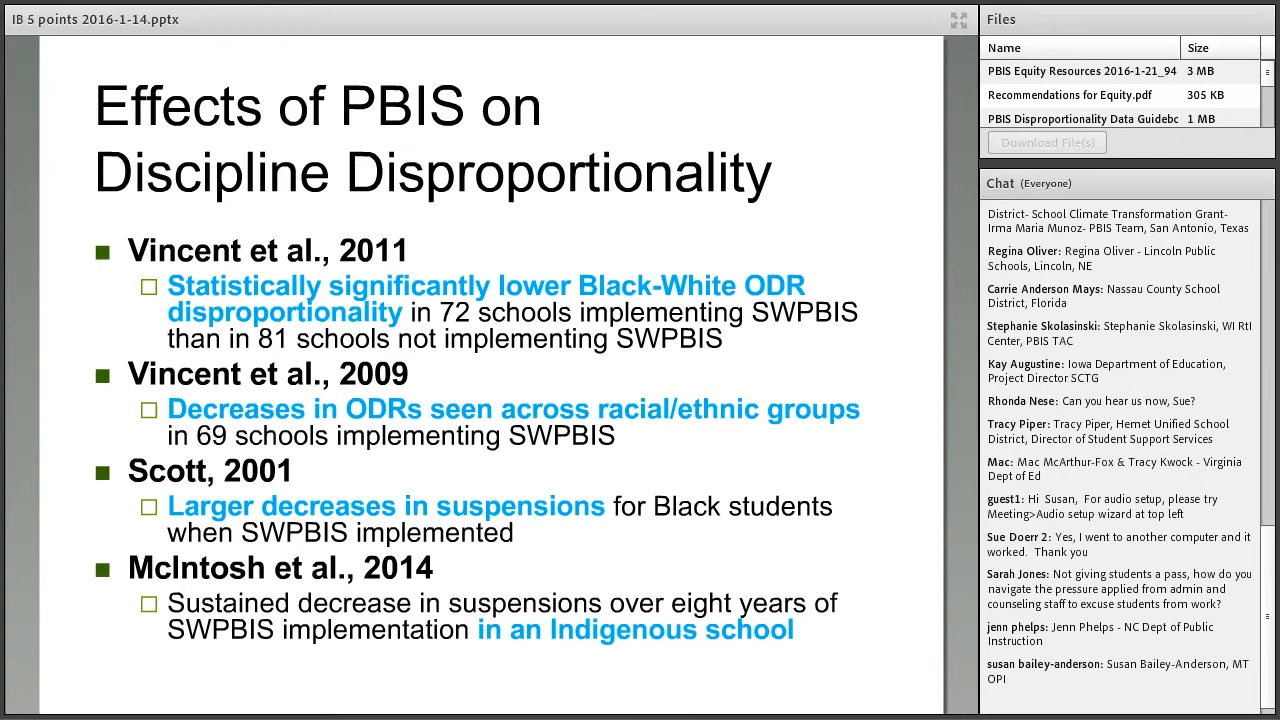 IB 5 points 2016-1-14.pptx
Effects of PBIS on
Discipline Disproportionality
Vincent et al., 2011
Statistically significantly lower Black-White ODR
disproportionality in 72 schools implementing SWPBIS
than in 81 schools not implementing SWPBIS
Vincent et al., 2009
Decreases in ODRs seen across racial/ethnic groups
in 69 schools implementing SWPBIS
Scott, 2001
Larger decreases in suspensions for Black students
when SWPBIS implemented
McIntosh et al., 2014
Sustained decrease in suspensions over eight years of
SWPBIS implementation in an Indigenous school
Files
Name Size
PBIS Equity Resources 2016-1-21_94 3 MB
Recommendations for Equity.pdf 305 KB
PBIS Disproportionality Data Guidebc 1 MB
Download File(s)
Chat (Everyone)
District- School Climate Transformation Grant-
Irma Maria Munoz- PBIS Team, San Antonio, Texas
Regina Oliver: Regina Oliver - Lincoln Public
Schools, Lincoln, NE
Carrie Anderson Mays: Nassau County School
District, Florida
Stephanie Skolasinski: Stephanie Skolasinski, WI RtI
Center, PBIS TAC
Kay Augustine: Iowa Department of Education,
Project Director SCTG
Rhonda Nese: Can you hear us now, Sue?
Tracy Piper: Tracy Piper, Hemet Unified School
District, Director of Student Support Services
Mac: Mac McArthur-Fox & Tracy Kwock - Virginia
Dept of Ed
guest1: Hi Susan, For audio setup, please try
Meeting>Audio setup wizard at top left
Sue Doerr 2: Yes, I went to another computer and it
worked. Thank you
Sarah Jones: Not giving students a pass, how do you
navigate the pressure applied from admin and
counseling staff to excuse students from work?
jenn phelps: Jenn Phelps - NC Dept of Public
Instruction
susan bailey-anderson: Susan Bailey-Anderson, MT
OPI